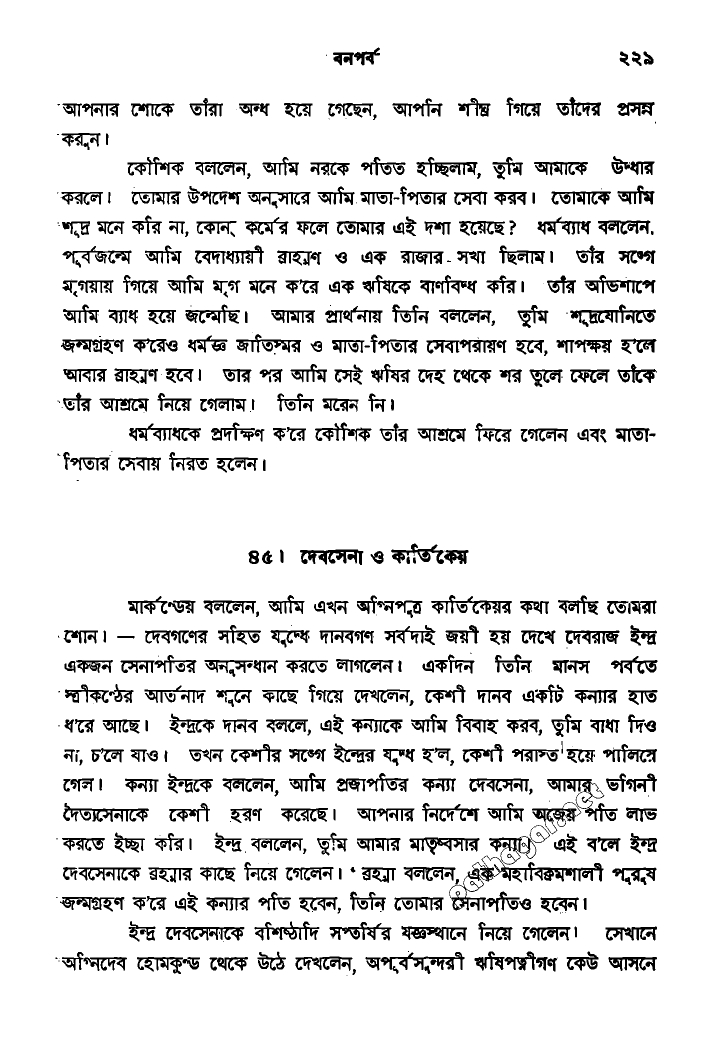 বনপর্ব ২২৯
আপনার শোকে তাঁরা অন্ধ হয়ে গেছেন, আপনি শীঘ্র গিয়ে তাঁদের প্রসন্ন
করুন।
কৌশিক বললেন, আমি নরকে পতিত হচ্ছিলাম, তুমি আমাকে উদ্ধার
করলে। তোমার উপদেশ অনুসারে আমি মাতা-পিতার সেবা করব। তোমাকে আমি
শূদ্র মনে করি না, কোন্ কর্মের ফলে তোমার এই দশা হয়েছে? ধর্মব্যাধ বললেন,
পূর্বজন্মে আমি বেদাধ্যায়ী ব্রাহ্মণ ও এক রাজার সখা ছিলাম। তাঁর সঙ্গে
মৃগয়ায় গিয়ে আমি মৃগ মনে ক'রে এক ঋষিকে বাণবিদ্ধ করি। তাঁর অভিশাপে
আমি ব্যাধ হয়ে জন্মেছি। আমার প্রার্থনায় তিনি বললেন, তুমি শূদ্রযোনিতে
জন্মগ্রহণ ক'রেও ধর্মজ্ঞ জাতিস্মর ও মাতা-পিতার সেবাপরায়ণ হবে, শাপক্ষয় হ'লে
আবার ব্রাহ্মণ হবে। তার পর আমি সেই ঋষির দেহ থেকে শর তুলে ফেলে তাঁকে
তাঁর আশ্রমে নিয়ে গেলাম। তিনি মরেন নি।
ধর্মব্যাধকে প্রদক্ষিণ ক'রে কৌশিক তাঁর আশ্রমে ফিরে গেলেন এবং মাতা-
পিতার সেবায় নিরত হলেন।
৪৫। দেবসেনা ও কার্তিকেয়
মার্কণ্ডেয় বললেন, আমি এখন অগ্নিপুত্র কার্তিকেয়র কথা বলছি তোমরা
শোন। — দেবগণের সহিত যুদ্ধে দানবগণ সর্বদাই জয়ী হয় দেখে দেবরাজ ইন্দ্র
একজন সেনাপতির অনুসন্ধান করতে লাগলেন। একদিন তিনি মানস পর্বতে
স্ত্রীকণ্ঠের আর্তনাদ শুনে কাছে গিয়ে দেখলেন, কেশী দানব একটি কন্যার হাত
ধ'রে আছে। ইন্দ্রকে দানব বললে, এই কন্যাকে আমি বিবাহ করব, তুমি বাধা দিও
না, চ'লে যাও। তখন কেশীর সঙ্গে ইন্দ্রের যুদ্ধ হ'ল, কেশী পরাস্ত হয়ে পালিয়ে
গেল। কন্যা ইন্দ্রকে বললেন, আমি প্রজাপতির কন্যা দেবসেনা, আমার ভগিনী
দৈত্যসেনাকে কেশী হরণ করেছে। আপনার নির্দেশে আমি অজেয় পতি লাভ
করতে ইচ্ছা করি। ইন্দ্র বললেন, তুমি আমার মাতৃষ্বসার কন্যা। এই ব'লে ইন্দ্র
দেবসেনাকে ব্রহ্মার কাছে নিয়ে গেলেন। ব্রহ্মা বললেন, এক মহাবিক্রমশালী পুরুষ
জন্মগ্রহণ ক'রে এই কন্যার পতি হবেন, তিনি তোমার সেনাপতিও হবেন।
ইন্দ্র দেবসেনাকে বশিষ্ঠাদি সপ্তর্ষির যজ্ঞস্থানে নিয়ে গেলেন। সেখানে
অগ্নিদেব হোমকুণ্ড থেকে উঠে দেখলেন, অপূর্বসুন্দরী ঋষিপত্নীগণ কেউ আসনে